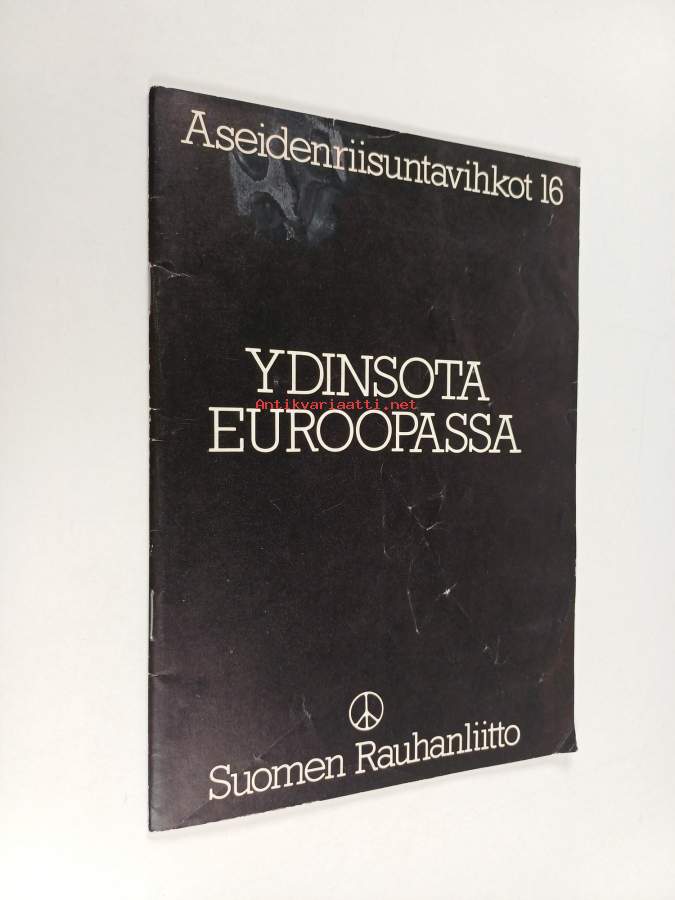 Aseidenriisuntavihkot 16
YDINSOTA
Antikvariaatti.net
EUROOPASSA
Suomen Rauhanliitto